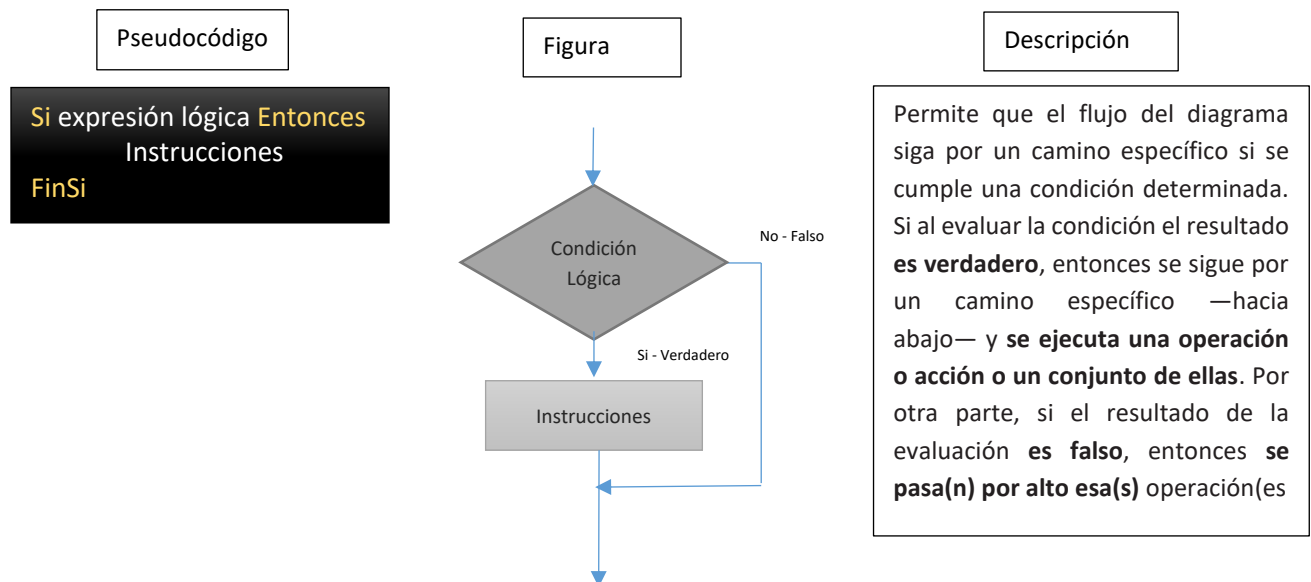 Pseudocódigo
Si expresión lógica Entonces
Instrucciones
FinSi
Figura
Condición
Lógica
No - Falso
Si - Verdadero
Instrucciones
Descripción
Permite que el flujo del diagrama
siga por un camino específico si se
cumple una condición determinada.
Si al evaluar la condición el resultado
es verdadero, entonces se sigue por
un camino específico —hacia
abajo— y se ejecuta una operación
o acción o un conjunto de ellas. Por
otra parte, si el resultado de la
evaluación es falso, entonces se
pasa(n) por alto esa(s) operación(es